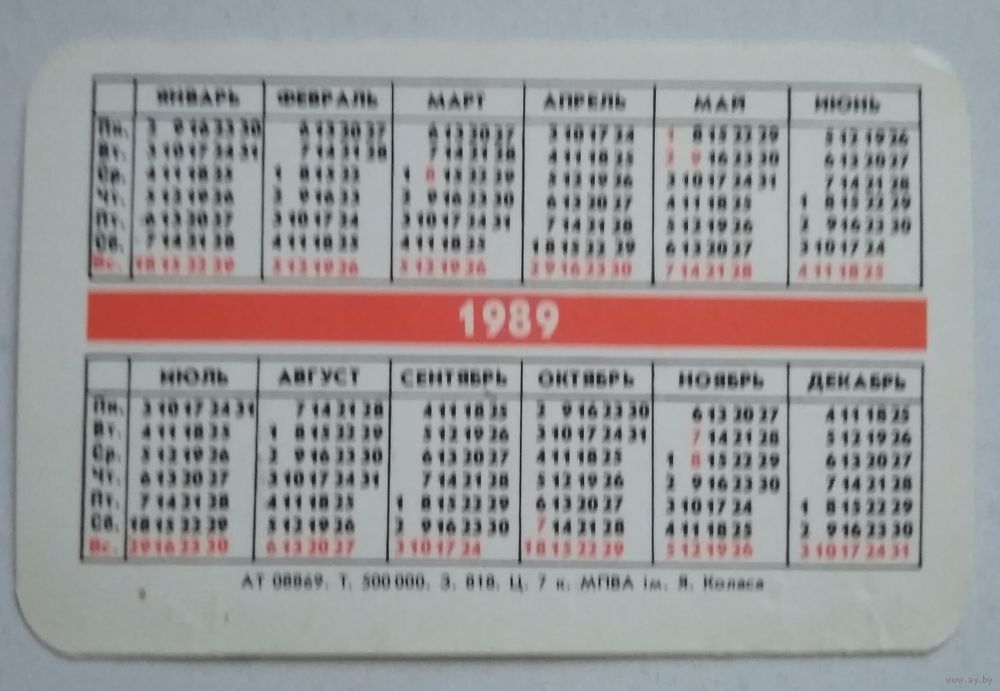 ЯНВАРЬ ФЕВРАЛЬ МАРТ АПРЕЛЬ МАЙ ИЮНЬ
Пн. 2 9 16 23 30 6 13 20 27 6 13 20 27 3 10 17 24 1 8 15 22 29 5 12 19 26
Вт. 3 10 17 24 31 7 14 21 28 7 14 21 28 4 11 18 25 2 9 16 23 30 6 13 20 27
Ср. 4 11 18 25 1 8 15 22 1 8 15 22 29 5 12 19 26 3 10 17 24 31 7 14 21 28
Чт. 5 12 19 26 2 9 16 23 2 9 16 23 30 6 13 20 27 4 11 18 25 1 8 15 22 29
Пт. 6 13 20 27 3 10 17 24 3 10 17 24 31 7 14 21 28 5 12 19 26 2 9 16 23 30
Сб. 7 14 21 28 4 11 18 25 4 11 18 25 1 8 15 22 29 6 13 20 27 3 10 17 24
Вс. 1 8 15 22 29 5 12 19 26 5 12 19 26 2 9 16 23 30 7 14 21 28 4 11 18 25
1989
ИЮЛЬ АВГУСТ СЕНТЯБРЬ ОКТЯБРЬ НОЯБРЬ ДЕКАБРЬ
Пн. 3 10 17 24 31 7 14 21 28 4 11 18 25 2 9 16 23 30 6 13 20 27 4 11 18 25
Вт. 4 11 18 25 1 8 15 22 29 5 12 19 26 3 10 17 24 31 7 14 21 28 5 12 19 26
Ср. 5 12 19 26 2 9 16 23 30 6 13 20 27 4 11 18 25 1 8 15 22 29 6 13 20 27
Чт. 6 13 20 27 3 10 17 24 31 7 14 21 28 5 12 19 26 2 9 16 23 30 7 14 21 28
Пт. 7 14 21 28 4 11 18 25 1 8 15 22 29 6 13 20 27 3 10 17 24 1 8 15 22 29
Сб. 1 8 15 22 29 5 12 19 26 2 9 16 23 30 7 14 21 28 4 11 18 25 2 9 16 23 30
Вс. 2 9 16 23 30 6 13 20 27 3 10 17 24 1 8 15 22 29 5 12 19 26 3 10 17 24 31
АТ 08869. Т. 500 000. З. 818. Ц. 7 к. МПВА ім. Я. Коласа
www.ay.by